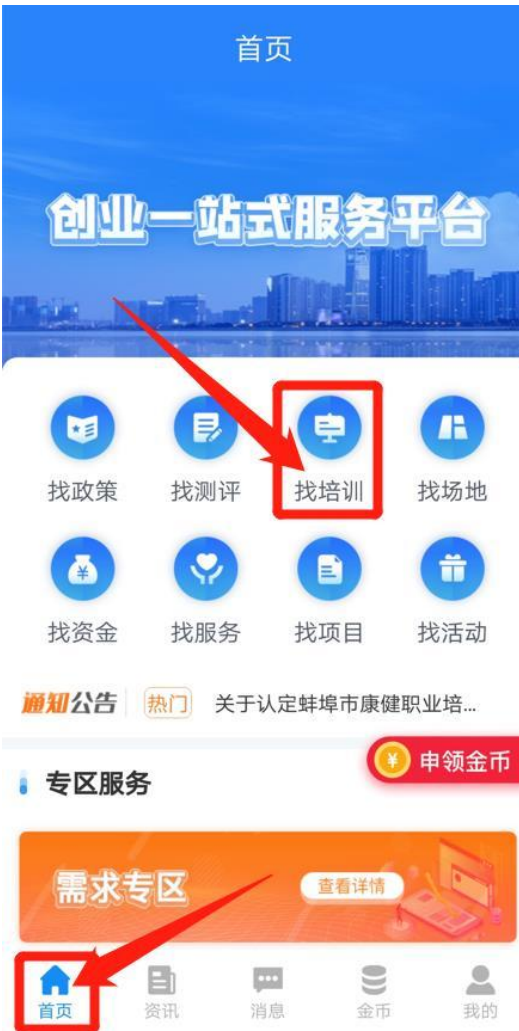 首页
创业一站式服务平台
找政策 找测评 找培训 找场地
找资金 找服务 找项目 找活动
通知公告 热门 关于认定蚌埠市康健职业培...
¥ 申领金币
专区服务
需求专区 查看详情
首页 资讯 消息 金币 我的